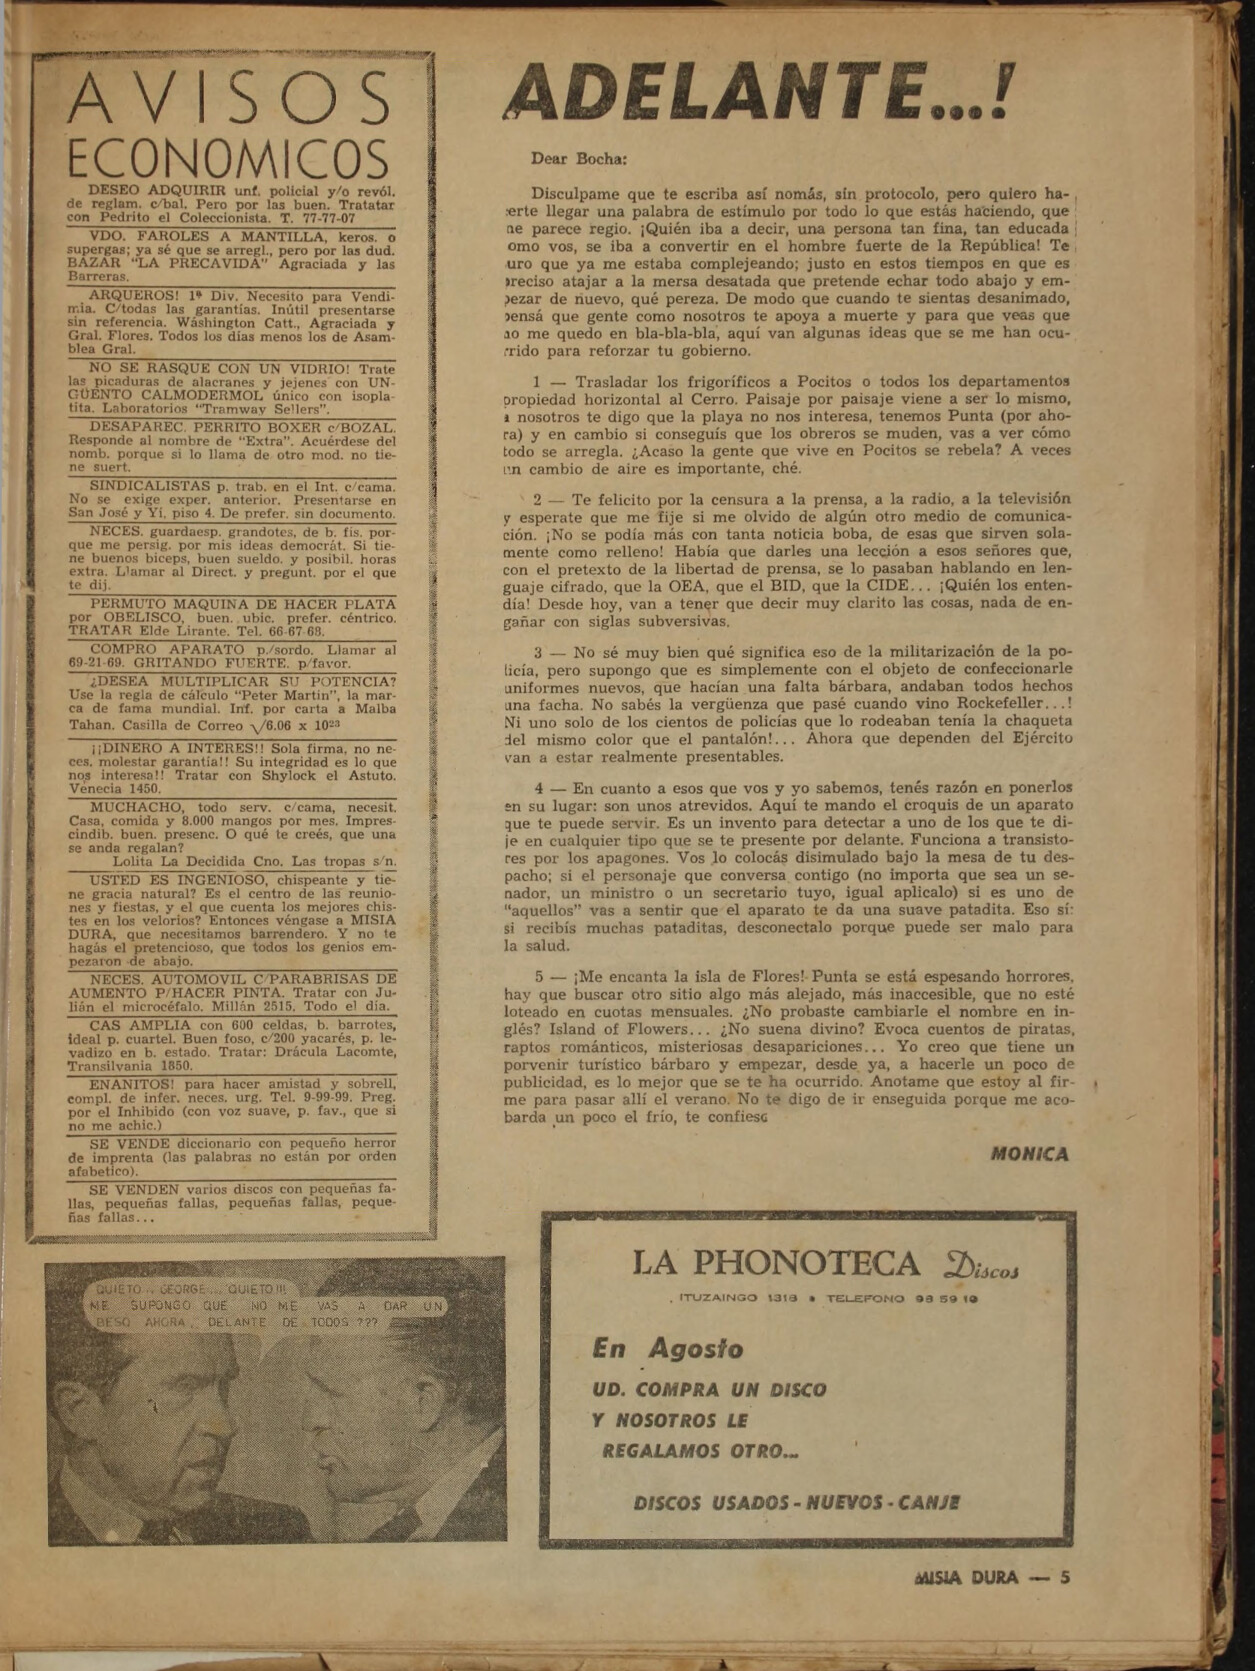 AVISOS
ECONOMICOS
DESEO ADQUIRIR unf. policial y/o revól.
de reglam. c/bal. Pero por las buen. Tratatar
con Pedrito el Coleccionista. T. 77-77-07
VDO. FAROLES A MANTILLA, keros. o
supergas; ya sé que se arregl., pero por las dud.
BAZAR "LA PRECAVIDA" Agraciada y las
Barreras.
ARQUEROS! 1ª Div. Necesito para Vendi-
mia. C/todas las garantías. Inútil presentarse
sin referencia. Wáshington Catt., Agraciada y
Gral. Flores. Todos los días menos los de Asam-
blea Gral.
NO SE RASQUE CON UN VIDRIO! Trate
las picaduras de alacranes y jejenes con UN-
GÜENTO CALMODERMOL único con isopla-
tita. Laboratorios "Tramway Sellers".
DESAPAREC. PERRITO BOXER c/BOZAL.
Responde al nombre de "Extra". Acuérdese del
nomb. porque si lo llama de otro mod. no tie-
ne suert.
SINDICALISTAS p. trab. en el Int. c/cama.
No se exige exper. anterior. Presentarse en
San José y Yi, piso 4. De prefer. sin documento.
NECES. guardaesp. grandotes, de b. fís. por-
que me persig. por mis ideas democrát. Si tie-
ne buenos biceps, buen sueldo. y posibil. horas
extra. Llamar al Direct. y pregunt. por el que
te dij.
PERMUTO MAQUINA DE HACER PLATA
por OBELISCO, buen. ubic. prefer. céntrico.
TRATAR Elde Lirante. Tel. 66-67-68.
COMPRO APARATO p/sordo. Llamar al
69-21-69. GRITANDO FUERTE. p/favor.
¿DESEA MULTIPLICAR SU POTENCIA?
Use la regla de cálculo "Peter Martin", la mar-
ca de fama mundial. Inf. por carta a Malba
Tahan. Casilla de Correo √6.06 x 10²³
¡¡DINERO A INTERES!! Sola firma, no ne-
ces. molestar garantía!! Su integridad es lo que
nos interesa!! Tratar con Shylock el Astuto.
Venecia 1450.
MUCHACHO, todo serv. c/cama, necesit.
Casa, comida y 8.000 mangos por mes. Impres-
cindib. buen. presenc. O qué te creés, que una
se anda regalan?
Lolita La Decidida Cno. Las tropas s/n.
USTED ES INGENIOSO, chispeante y tie-
ne gracia natural? Es el centro de las reunio-
nes y fiestas, y el que cuenta los mejores chis-
tes en los velorios? Entonces véngase a MISIA
DURA, que necesitamos barrendero. Y no te
hagás el pretencioso, que todos los genios em-
pezaron de abajo.
NECES. AUTOMOVIL C/PARABRISAS DE
AUMENTO P/HACER PINTA. Tratar con Ju-
lián el microcéfalo. Millán 2515. Todo el día.
CAS AMPLIA con 600 celdas, b. barrotes,
ideal p. cuartel. Buen foso, c/200 yacarés, p. le-
vadizo en b. estado. Tratar: Drácula Lacomte,
Transilvania 1850.
ENANITOS! para hacer amistad y sobrell,
compl. de infer. neces. urg. Tel. 9-99-99. Preg.
por el Inhibido (con voz suave, p. fav., que si
no me achic.)
SE VENDE diccionario con pequeño herror
de imprenta (las palabras no están por orden
afabetico).
SE VENDEN varios discos con pequeñas fa-
llas, pequeñas fallas, pequeñas fallas, peque-
ñas fallas...
QUIETO... GEORGE... QUIETO!!!
ME SUPONGO QUE NO ME VAS A DAR UN
BESO AHORA, DELANTE DE TODOS ???
ADELANTE...!
Dear Bocha:
Disculpame que te escriba así nomás, sin protocolo, pero quiero ha-
erte llegar una palabra de estímulo por todo lo que estás haciendo, que
ne parece regio. ¡Quién iba a decir, una persona tan fina, tan educada
omo vos, se iba a convertir en el hombre fuerte de la República! Te
uro que ya me estaba complejeando; justo en estos tiempos en que es
preciso atajar a la mersa desatada que pretende echar todo abajo y em-
pezar de nuevo, qué pereza. De modo que cuando te sientas desanimado,
pensá que gente como nosotros te apoya a muerte y para que veas que
no me quedo en bla-bla-bla, aquí van algunas ideas que se me han ocu-
rrido para reforzar tu gobierno.
1 — Trasladar los frigoríficos a Pocitos o todos los departamentos
propiedad horizontal al Cerro. Paisaje por paisaje viene a ser lo mismo,
a nosotros te digo que la playa no nos interesa, tenemos Punta (por aho-
ra) y en cambio si conseguís que los obreros se muden, vas a ver cómo
todo se arregla. ¿Acaso la gente que vive en Pocitos se rebela? A veces
un cambio de aire es importante, ché.
2 — Te felicito por la censura a la prensa, a la radio, a la televisión
y esperate que me fije si me olvido de algún otro medio de comunica-
ción. ¡No se podía más con tanta noticia boba, de esas que sirven sola-
mente como relleno! Había que darles una lección a esos señores que,
con el pretexto de la libertad de prensa, se lo pasaban hablando en len-
guaje cifrado, que la OEA, que el BID, que la CIDE... ¡Quién los enten-
día! Desde hoy, van a tener que decir muy clarito las cosas, nada de en-
gañar con siglas subversivas.
3 — No sé muy bien qué significa eso de la militarización de la po-
licía, pero supongo que es simplemente con el objeto de confeccionarle
uniformes nuevos, que hacían una falta bárbara, andaban todos hechos
una facha. No sabés la vergüenza que pasé cuando vino Rockefeller...!
Ni uno solo de los cientos de policías que lo rodeaban tenía la chaqueta
del mismo color que el pantalón!... Ahora que dependen del Ejército
van a estar realmente presentables.
4 — En cuanto a esos que vos y yo sabemos, tenés razón en ponerlos
en su lugar: son unos atrevidos. Aquí te mando el croquis de un aparato
que te puede servir. Es un invento para detectar a uno de los que te di-
je en cualquier tipo que se te presente por delante. Funciona a transisto-
res por los apagones. Vos lo colocás disimulado bajo la mesa de tu des-
pacho; si el personaje que conversa contigo (no importa que sea un se-
nador, un ministro o un secretario tuyo, igual aplicalo) si es uno de
"aquellos" vas a sentir que el aparato te da una suave patadita. Eso sí:
si recibís muchas pataditas, desconectalo porque puede ser malo para
la salud.
5 — ¡Me encanta la isla de Flores! Punta se está espesando horrores,
hay que buscar otro sitio algo más alejado, más inaccesible, que no esté
loteado en cuotas mensuales. ¿No probaste cambiarle el nombre en in-
glés? Island of Flowers... ¿No suena divino? Evoca cuentos de piratas,
raptos románticos, misteriosas desapariciones... Yo creo que tiene un
porvenir turístico bárbaro y empezar, desde ya, a hacerle un poco de
publicidad, es lo mejor que se te ha ocurrido. Anotame que estoy al fir-
me para pasar allí el verano. No te digo de ir enseguida porque me aco-
barda un poco el frío, te confieso
MONICA
LA PHONOTECA Discos
ITUZAINGO 1313 • TELEFONO 98 59 10
En Agosto
UD. COMPRA UN DISCO
Y NOSOTROS LE
REGALAMOS OTRO...
DISCOS USADOS - NUEVOS - CANJE
MISIA DURA — 5